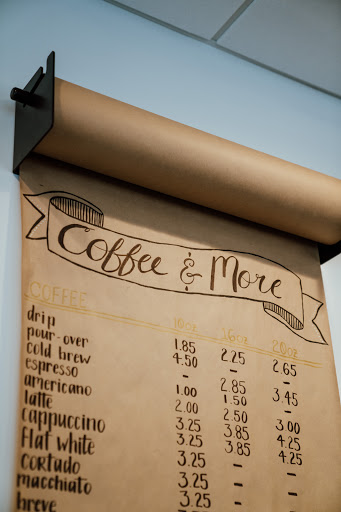 Coffee & More
COFFEE 10oz 16oz 20oz
drip 1.85 2.25 2.65
pour-over 4.50 - -
cold brew - 2.85 3.45
espresso 1.00 1.50 -
americano 2.00 2.50 3.00
latte 3.25 3.85 4.25
cappuccino 3.25 3.85 4.25
flat white 3.25 - -
cortado 3.25 - -
macchiato 3.25 - -
breve